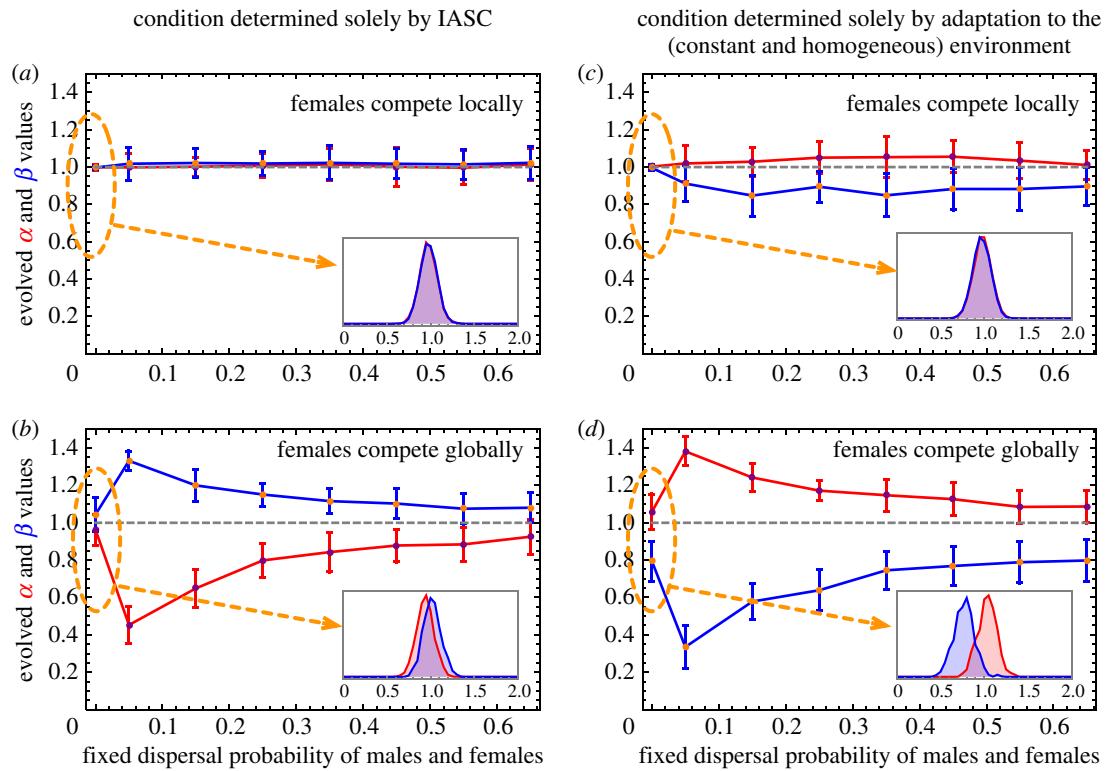 condition determined solely by IASC
condition determined solely by adaptation to the
(constant and homogeneous) environment
(a)
females compete locally
evolved α and β values
1.4
1.2
1.0
0.8
0.6
0.4
0.2
0 0.5 1.0 1.5 2.0
0 0.1 0.2 0.3 0.4 0.5 0.6
(c)
females compete locally
1.4
1.2
1.0
0.8
0.6
0.4
0.2
0 0.5 1.0 1.5 2.0
0 0.1 0.2 0.3 0.4 0.5 0.6
(b)
females compete globally
evolved α and β values
1.4
1.2
1.0
0.8
0.6
0.4
0.2
0 0.5 1.0 1.5 2.0
0 0.1 0.2 0.3 0.4 0.5 0.6
fixed dispersal probability of males and females
(d)
females compete globally
1.4
1.2
1.0
0.8
0.6
0.4
0.2
0 0.5 1.0 1.5 2.0
0 0.1 0.2 0.3 0.4 0.5 0.6
fixed dispersal probability of males and females